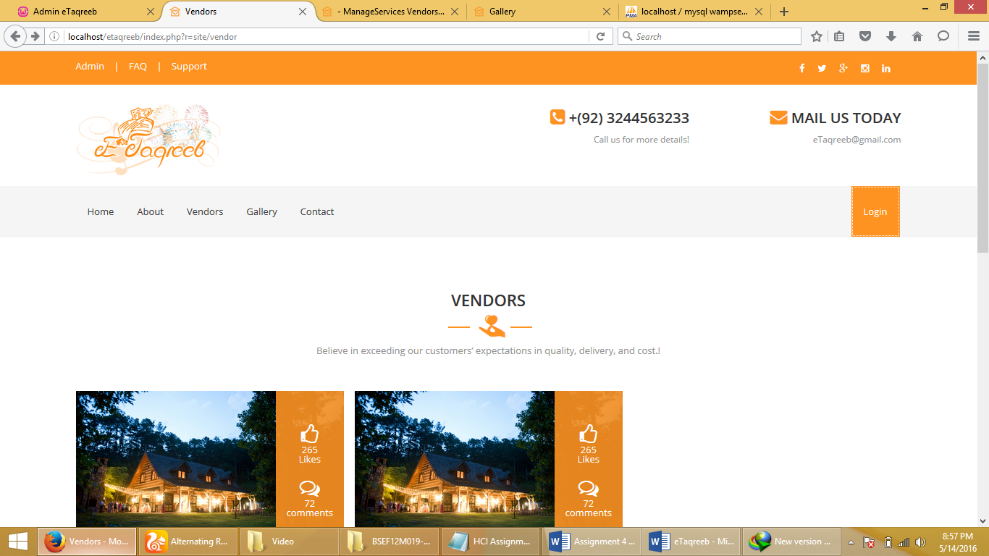 Admin eTaqreeb
Vendors
- ManageServices Vendors...
Gallery
localhost / mysql wampse...
localhost/etaqreeb/index.php?r=site/vendor
Search
Admin | FAQ | Support
E Taqreeb
+(92) 3244563233
Call us for more details!
MAIL US TODAY
eTaqreeb@gmail.com
Home About Vendors Gallery Contact
Login
VENDORS
Believe in exceeding our customers' expectations in quality, delivery, and cost.!
265
Likes
72
comments
265
Likes
72
comments
Vendors - Mo...
Alternating R...
Video
BSEF12M019-...
HCI Assignm...
Assignment 4 ...
eTaqreeb - Mi...
New version ...
8:57 PM
5/14/2016